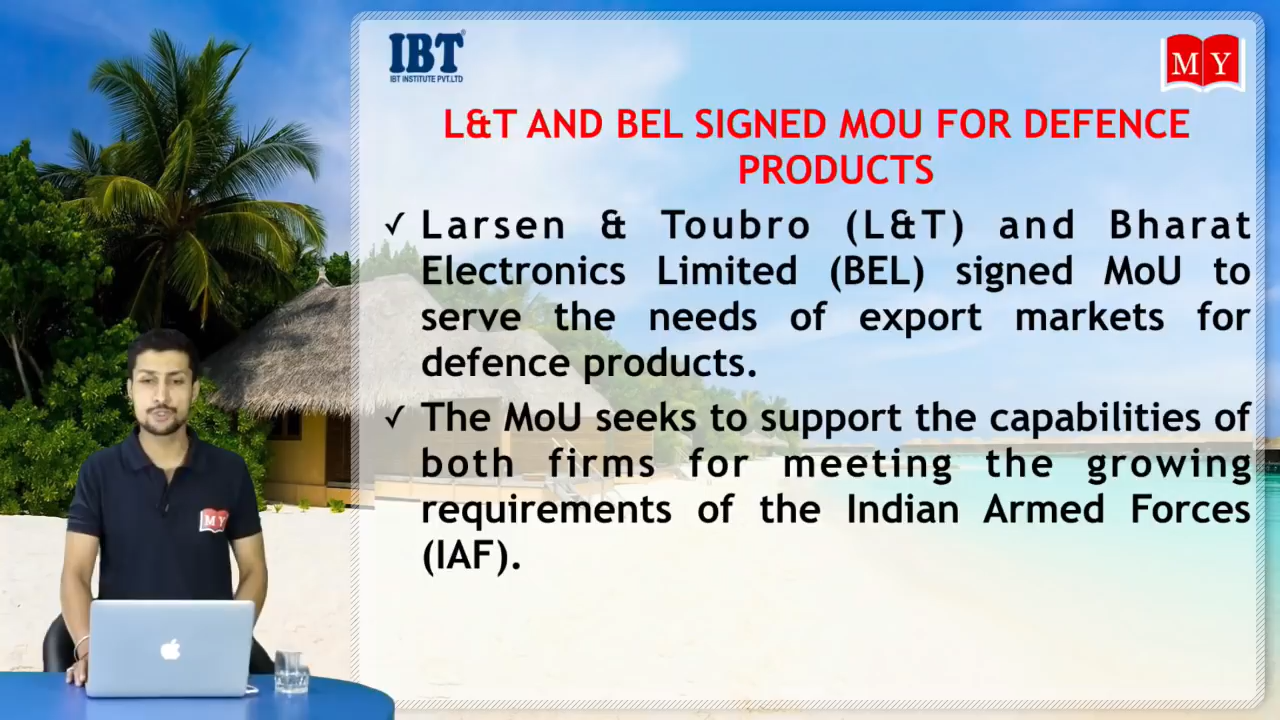 IBT®
IBT INSTITUTE PVT.LTD
M Y
L&T AND BEL SIGNED MOU FOR DEFENCE
PRODUCTS
✓ Larsen & Toubro (L&T) and Bharat
Electronics Limited (BEL) signed MoU to
serve the needs of export markets for
defence products.
✓ The MoU seeks to support the capabilities of
both firms for meeting the growing
requirements of the Indian Armed Forces
(IAF).
M Y